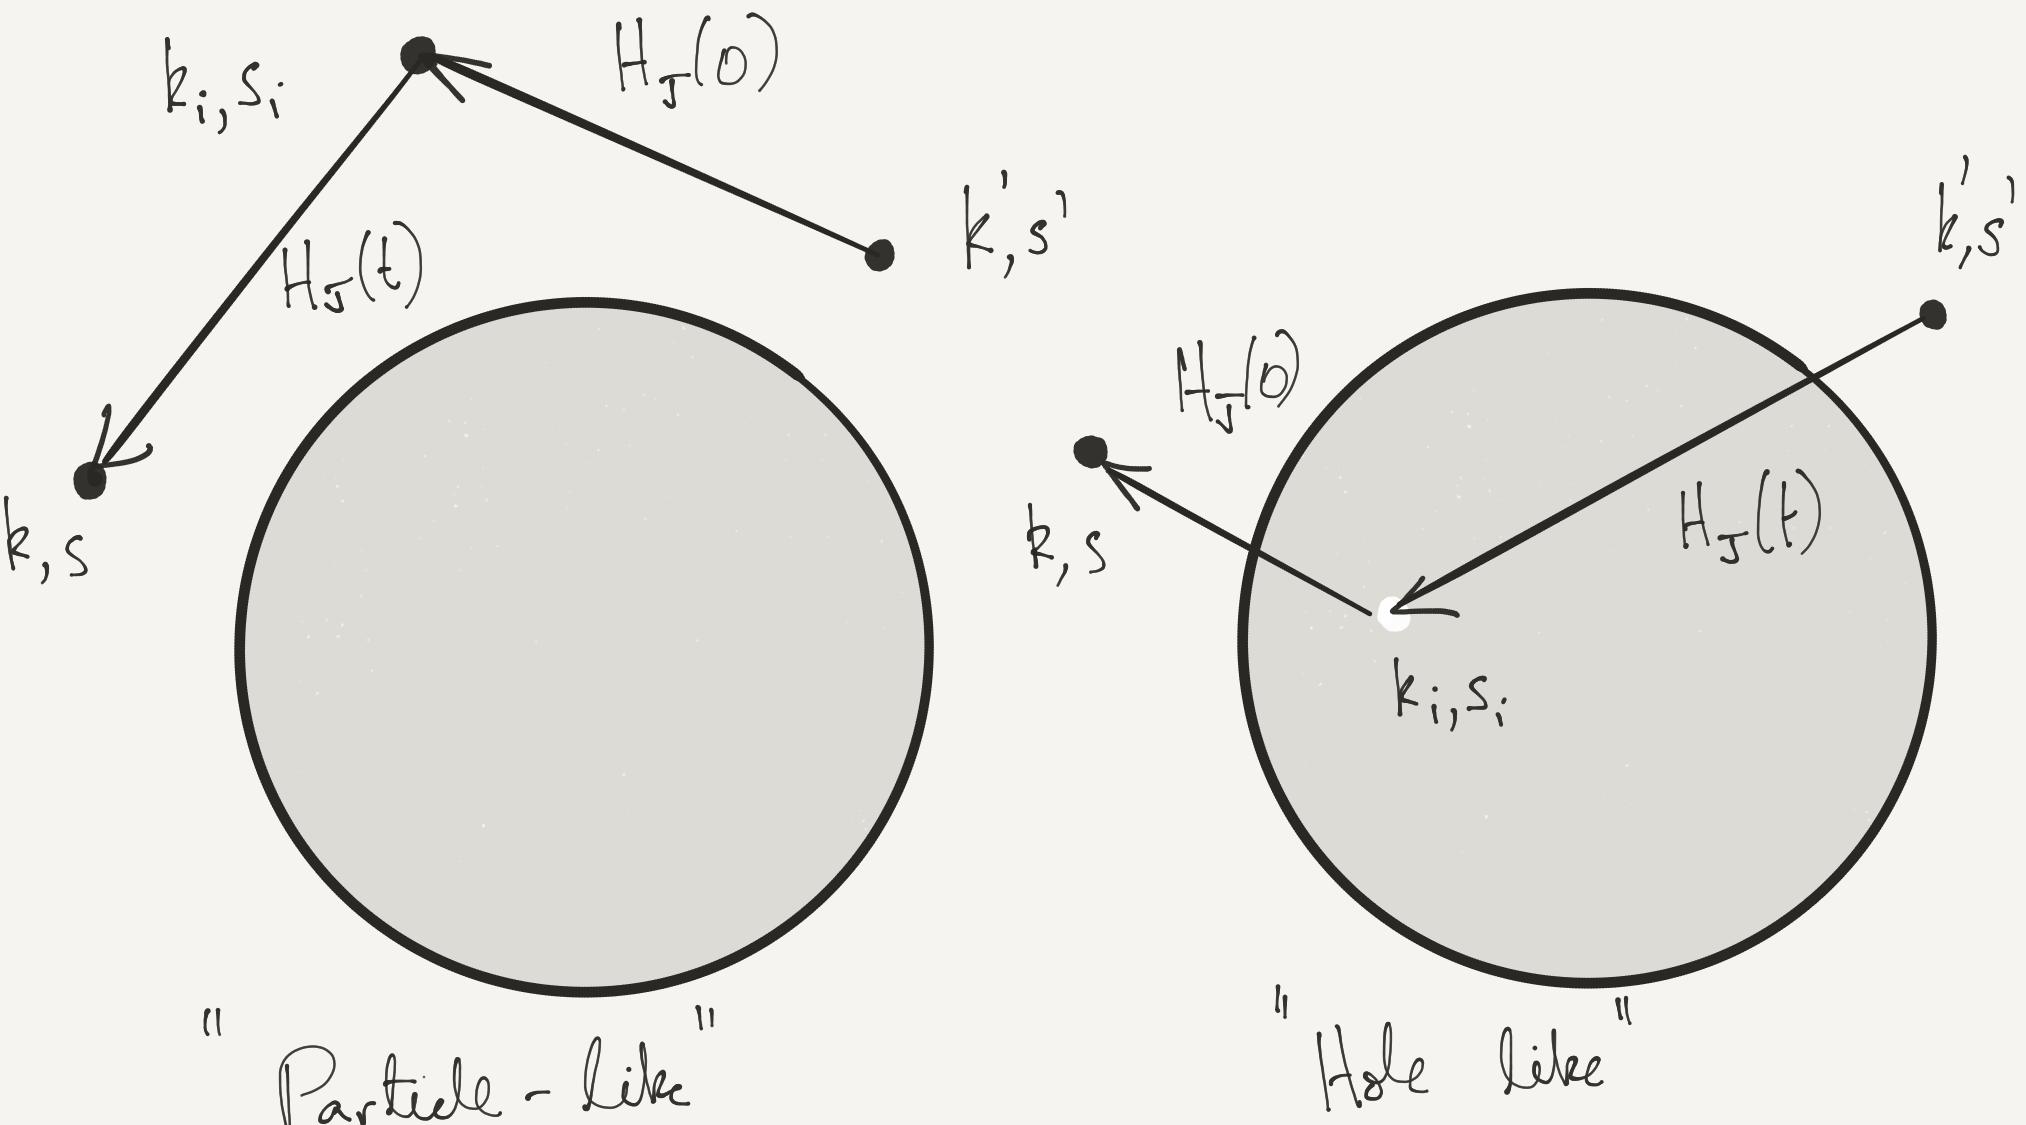 k_i, s_i
H_J(0)
k', s'
H_J(t)
k, s
"Particle-like"
k', s'
H_J(0)
k, s
H_J(t)
k_i, s_i
"Hole like"